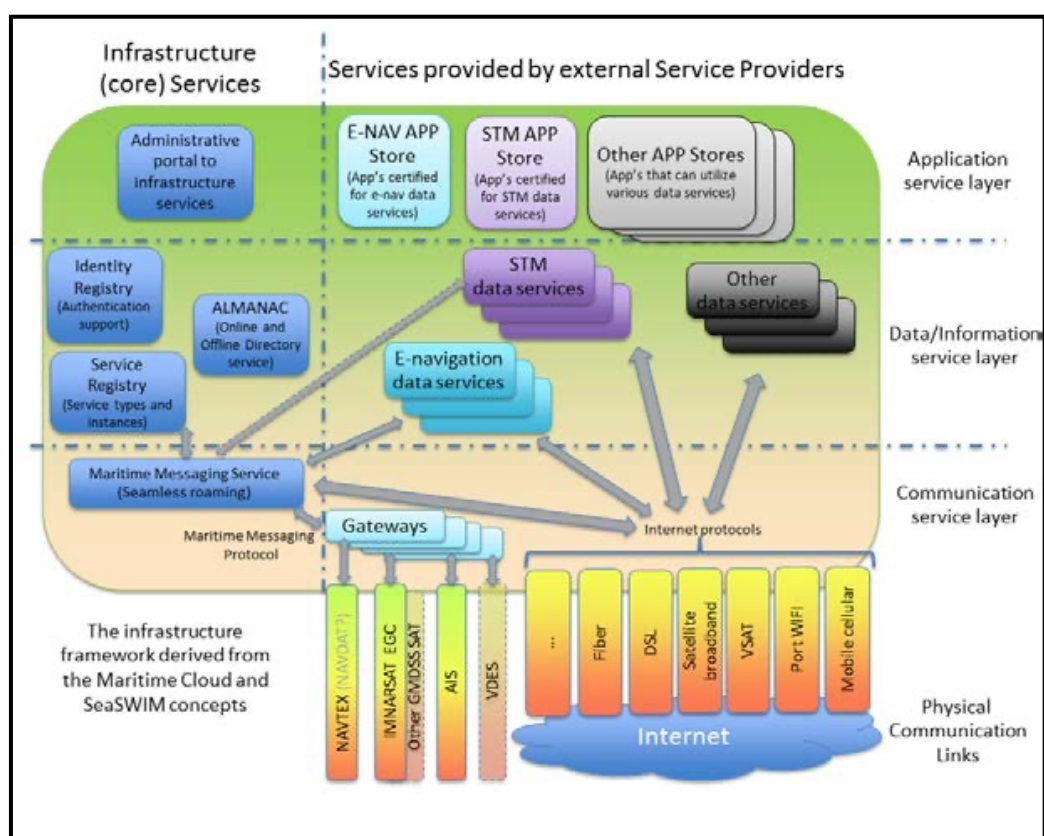 Infrastructure
(core) Services
Services provided by external Service Providers
Administrative
portal to
Infrastructure
services
E-NAV APP
Store
(App's certified
for e-nav data
services)
STM APP
Store
(App's certified
for STM data
services)
Other APP Stores
(App's that can utilize
various data services)
Application
service layer
Identity
Registry
(Authentication
support)
ALMANAC
(Online and
Offline Directory
service)
Service
Registry
(Service types and
instances)
STM
data services
Other
data services
E-navigation
data services
Data/Information
service layer
Maritime Messaging Service
(Seamless roaming)
Maritime Messaging
Protocol
Gateways
Internet protocols
Communication
service layer
NAVTEX (NAVDAT?)
IMNARSAT EGC
Other GMDSS SAT
AIS
VDES
...
Fiber
DSL
Satellite
broadband
VSAT
Port WIFI
Mobile cellular
Internet
The infrastructure
framework derived from
the Maritime Cloud and
SeaSWIM concepts
Physical
Communication
Links